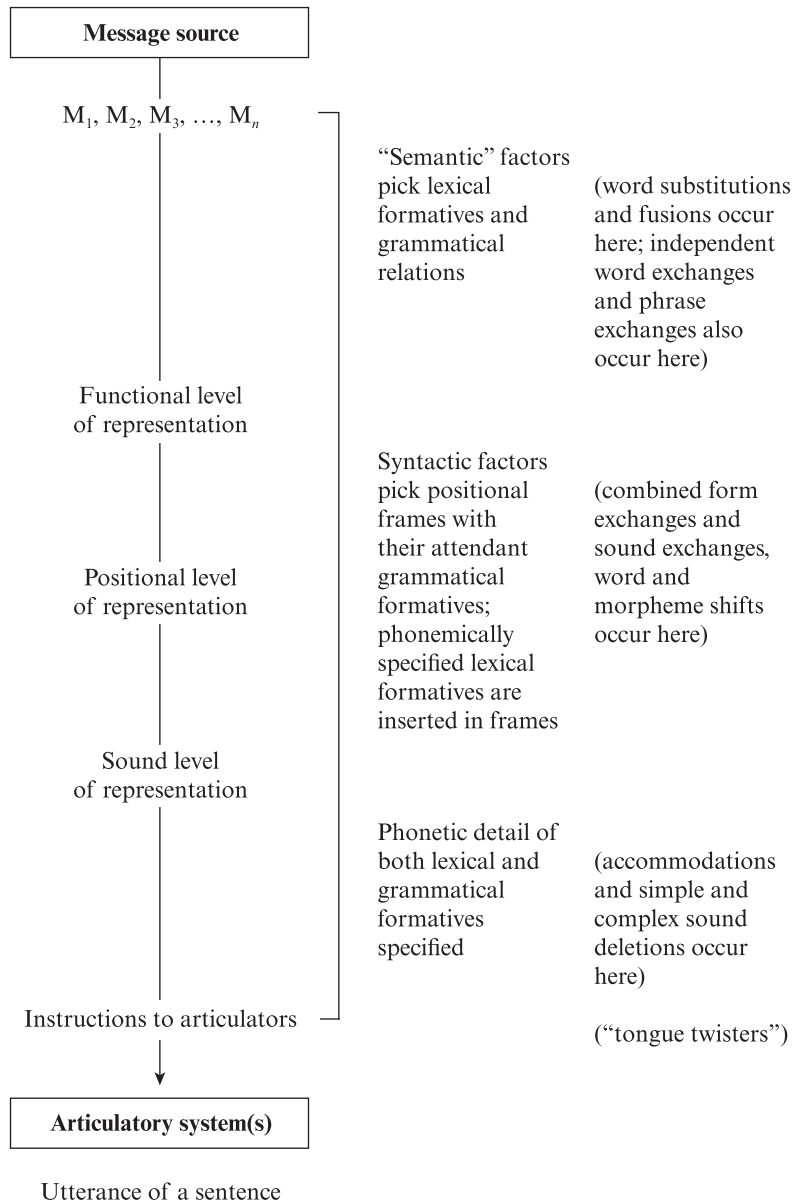 Message source
M1, M2, M3, …, Mn
“Semantic” factors
pick lexical
formatives and
grammatical
relations
(word substitutions
and fusions occur
here; independent
word exchanges
and phrase
exchanges also
occur here)
Functional level
of representation
Syntactic factors
pick positional
frames with
their attendant
grammatical
formatives;
phonemically
specified lexical
formatives are
inserted in frames
(combined form
exchanges and
sound exchanges,
word and
morpheme shifts
occur here)
Positional level
of representation
Sound level
of representation
Phonetic detail of
both lexical and
grammatical
formatives
specified
(accommodations
and simple and
complex sound
deletions occur
here)
Instructions to articulators
(“tongue twisters”)
Articulatory system(s)
Utterance of a sentence